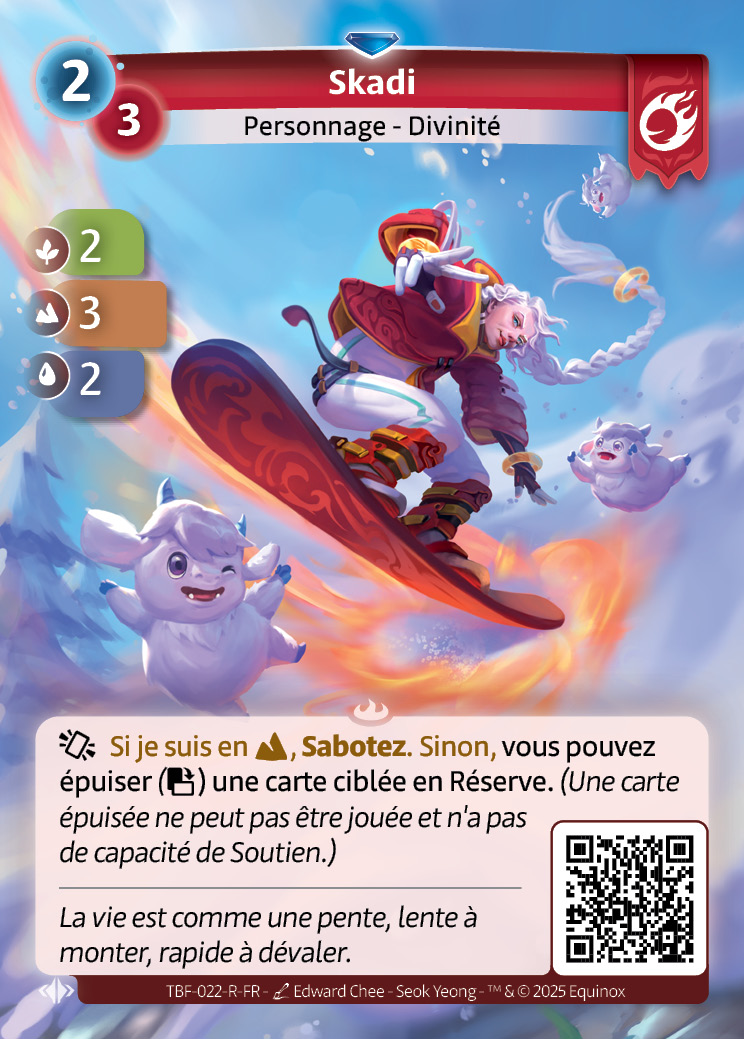 2
Skadi
3
Personnage - Divinité
2
3
2
Si je suis en , Sabotez. Sinon, vous pouvez
épuiser ( ) une carte ciblée en Réserve. (Une carte
épuisée ne peut pas être jouée et n'a pas
de capacité de Soutien.)
La vie est comme une pente, lente à
monter, rapide à dévaler.
TBF-022-R-FR - Edward Chee - Seok Yeong - ™ & © 2025 Equinox